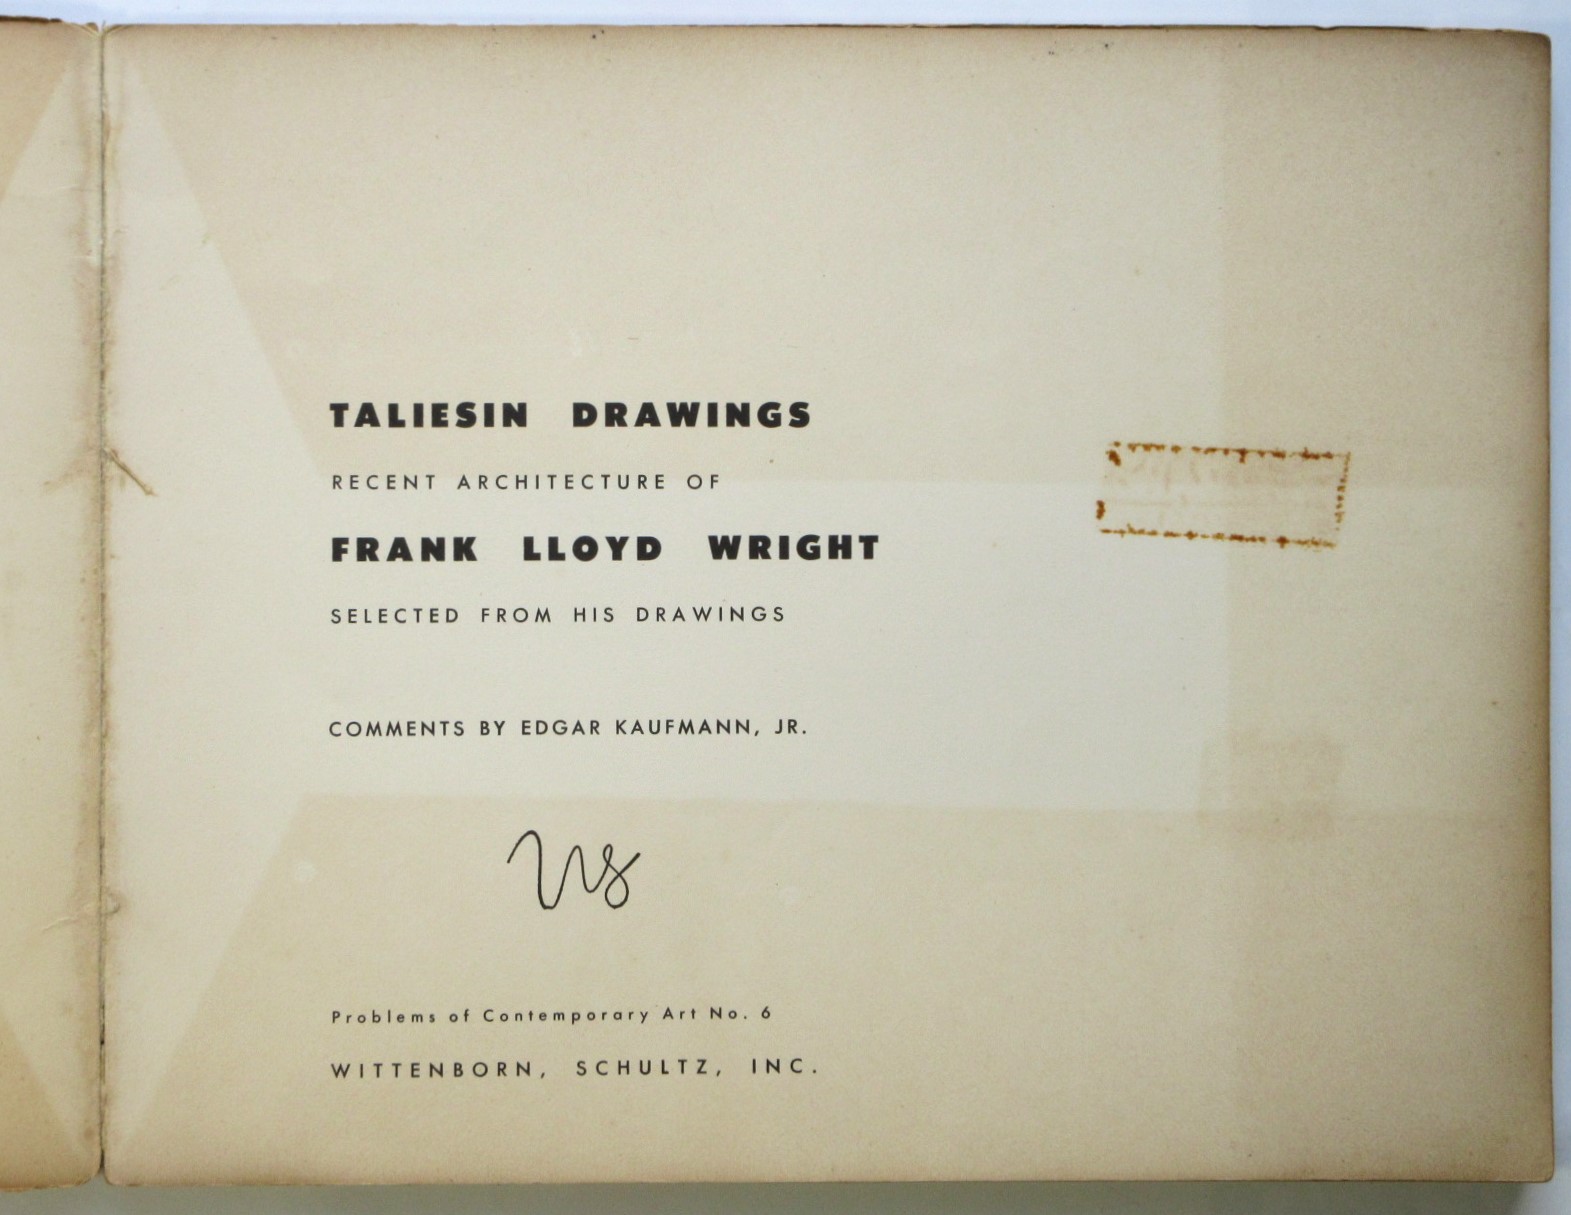 TALIESIN DRAWINGS
RECENT ARCHITECTURE OF
FRANK LLOYD WRIGHT
SELECTED FROM HIS DRAWINGS
COMMENTS BY EDGAR KAUFMANN, JR.
Problems of Contemporary Art No. 6
WITTENBORN, SCHULTZ, INC.